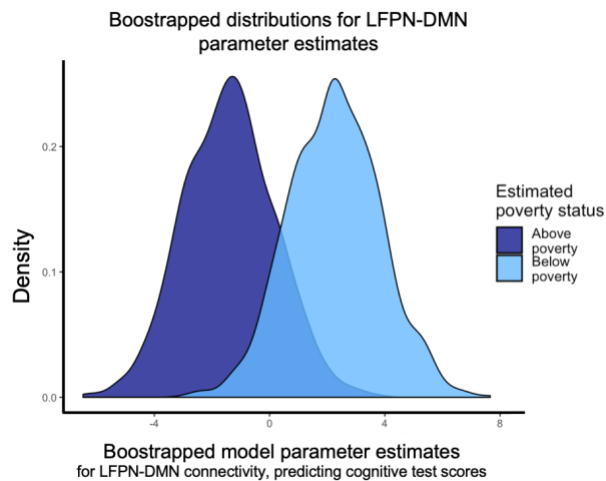 Boostrapped distributions for LFPN-DMN
parameter estimates
Density
0.2
0.1
0.0
-4
0
4
8
Boostrapped model parameter estimates
for LFPN-DMN connectivity, predicting cognitive test scores
Estimated
poverty status
Above
poverty
Below
poverty